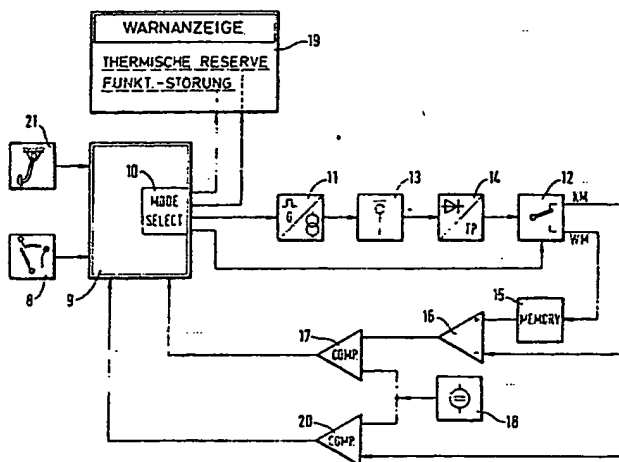 WARNANZEIGE
19
THERMISCHE RESERVE
FUNKT.-STÖRUNG
21
10
MODE
SELECT
11
G
13
C
14
TP
12
AM
WM
8
9
15
MEMORY
16
+
-
17
COMP.
18
20
COMP.